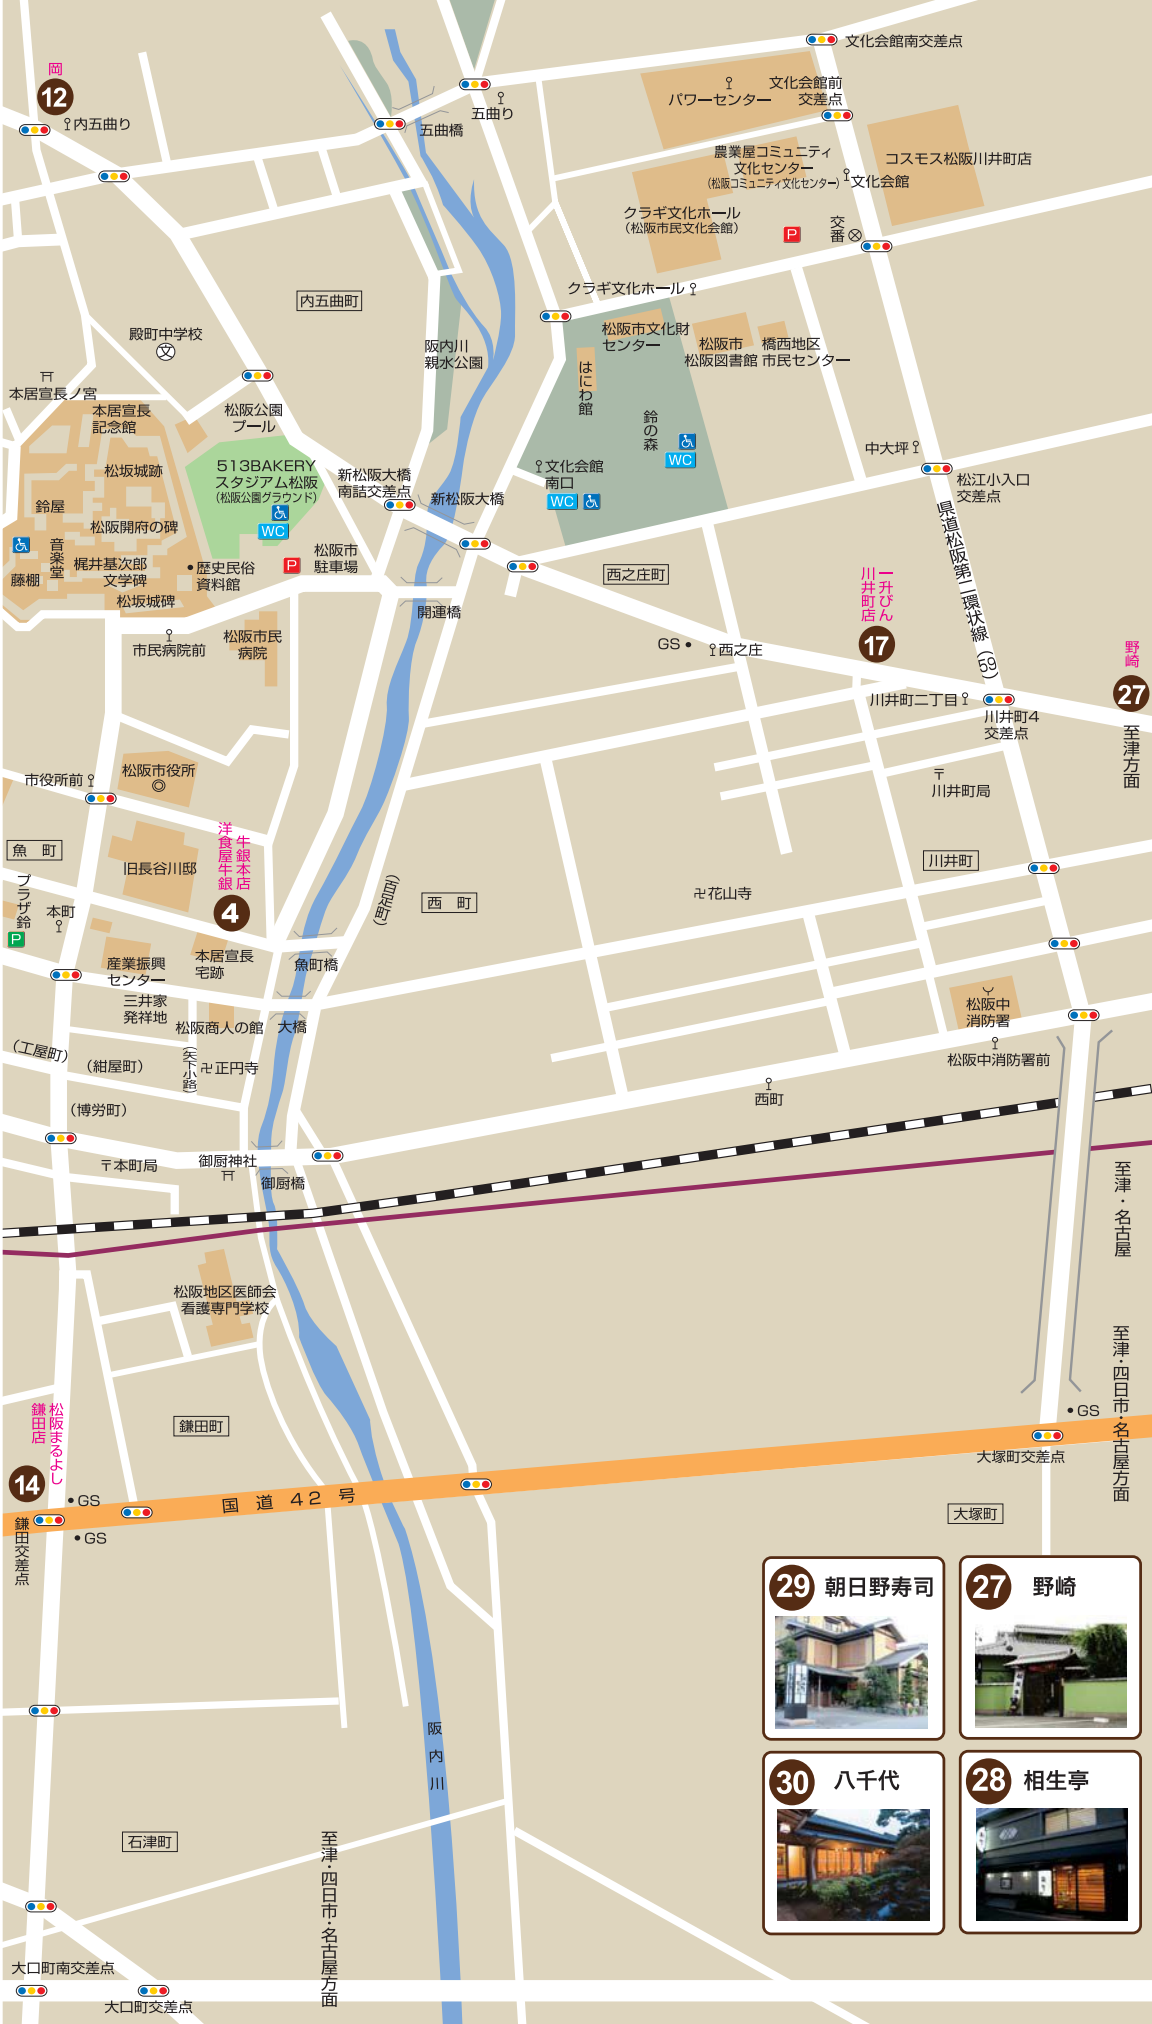 文化会館南交差点
岡
12
内五曲り
五曲り
五曲橋
パワーセンター
文化会館前
交差点
農業屋コミュニティ
文化センター
(松阪コミュニティ文化センター)
文化会館
コスモス松阪川井町店
クラギ文化ホール
(松阪市民文化会館)
P
交番
クラギ文化ホール
内五曲町
殿町中学校
文
阪内川
親水公園
松阪市文化財
センター
松阪市
松阪図書館
橋西地区
市民センター
はにわ館
鈴の森
WC
本居宣長ノ宮
本居宣長
記念館
松阪公園
プール
松坂城跡
513BAKERY
スタジアム松阪
(松阪公園グラウンド)
WC
新松阪大橋
南詰交差点
新松阪大橋
文化会館
南口
WC
中大坪
松江小入口
交差点
県道松阪第二環状線(59)
鈴屋
松阪開府の碑
音楽堂
藤棚
梶井基次郎
文学碑
松坂城碑
歴史民俗
資料館
P
松阪市
駐車場
西之庄町
開運橋
市民病院前
松阪市民
病院
GS
西之庄
一升びん
川井町店
17
野崎
27
至津方面
川井町二丁目
川井町4
交差点
〒
川井町局
市役所前
松阪市役所
魚 町
旧長谷川邸
牛銀本店
洋食屋牛銀
4
プラザ鈴
P
本町
(百足町)
西 町
卍花山寺
川井町
産業振興
センター
本居宣長
宅跡
魚町橋
三井家
発祥地
松阪商人の館
大橋
松阪中
消防署
松阪中消防署前
(工屋町)
(紺屋町)
(矢下小路)
卍正円寺
(博労町)
西町
〒本町局
御厨神社
御厨橋
至津・名古屋
松阪地区医師会
看護専門学校
至津・四日市・名古屋方面
松阪まるよし
鎌田店
14
鎌田町
GS
GS
国道42号
GS
大塚町交差点
鎌田交差点
大塚町
29 朝日野寿司
27 野崎
30 八千代
28 相生亭
阪内川
石津町
至津・四日市・名古屋方面
大口町南交差点
大口町交差点